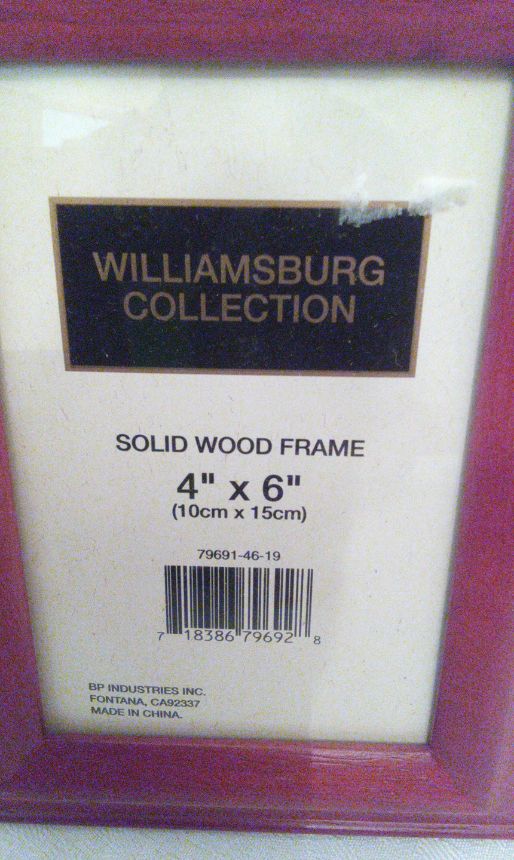 WILLIAMSBURG
COLLECTION
SOLID WOOD FRAME
4" x 6"
(10cm x 15cm)
79691-46-19
7 18386 79692 8
BP INDUSTRIES INC.
FONTANA, CA92337
MADE IN CHINA.